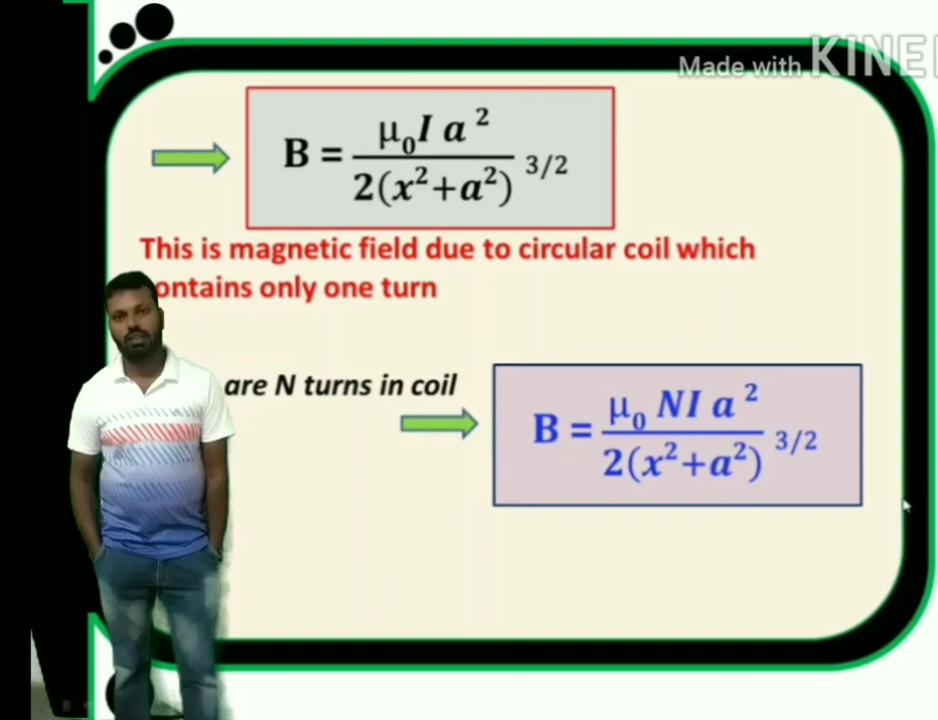 Made with KINE
B = μ₀I a² / 2(x²+a²) 3/2
This is magnetic field due to circular coil which
ontains only one turn
are N turns in coil
B = μ₀ NI a² / 2(x²+a²) 3/2